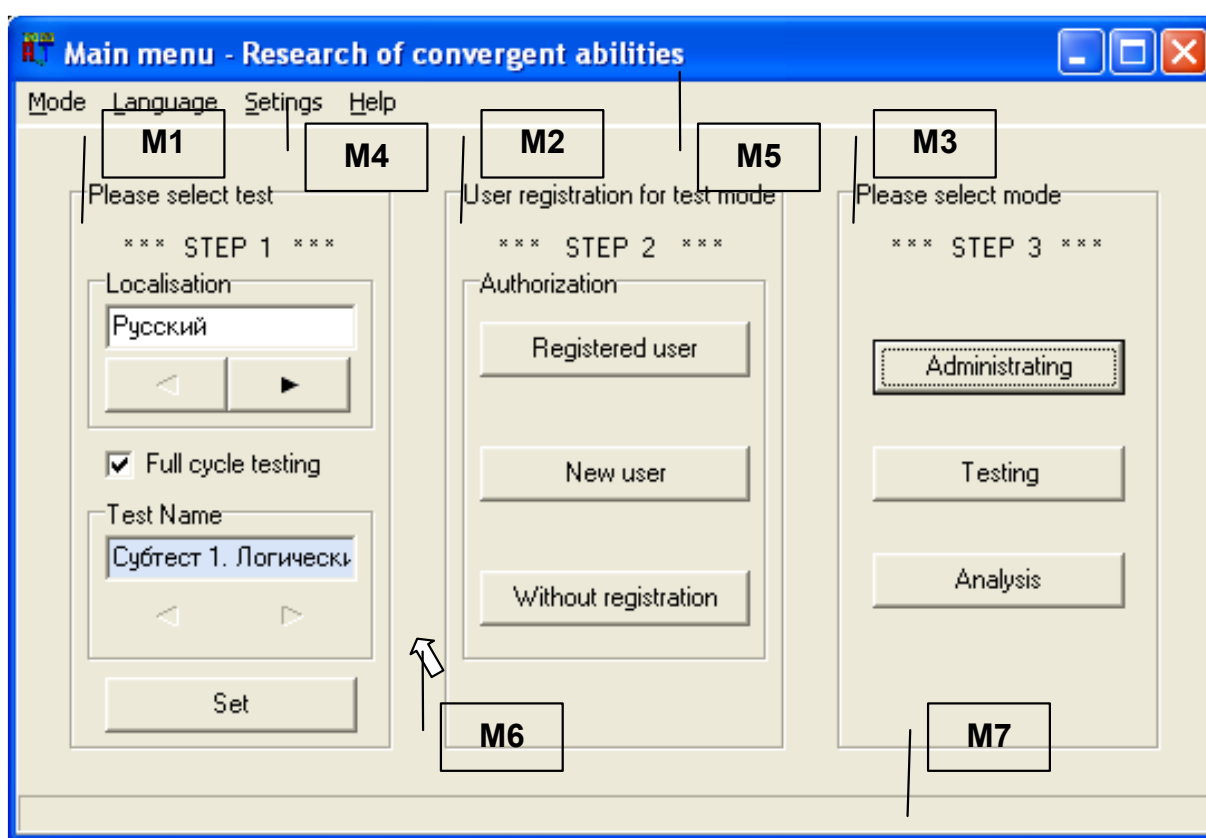 Main menu - Research of convergent abilities
Mode Language Setings Help
M1 M4 M2 M5 M3
Please select test
*** STEP 1 ***
Localisation
Русский
Full cycle testing
Test Name
Субтест 1. Логически
Set
User registration for test mode
*** STEP 2 ***
Authorization
Registered user
New user
Without registration
Please select mode
*** STEP 3 ***
Administrating
Testing
Analysis
M6 M7